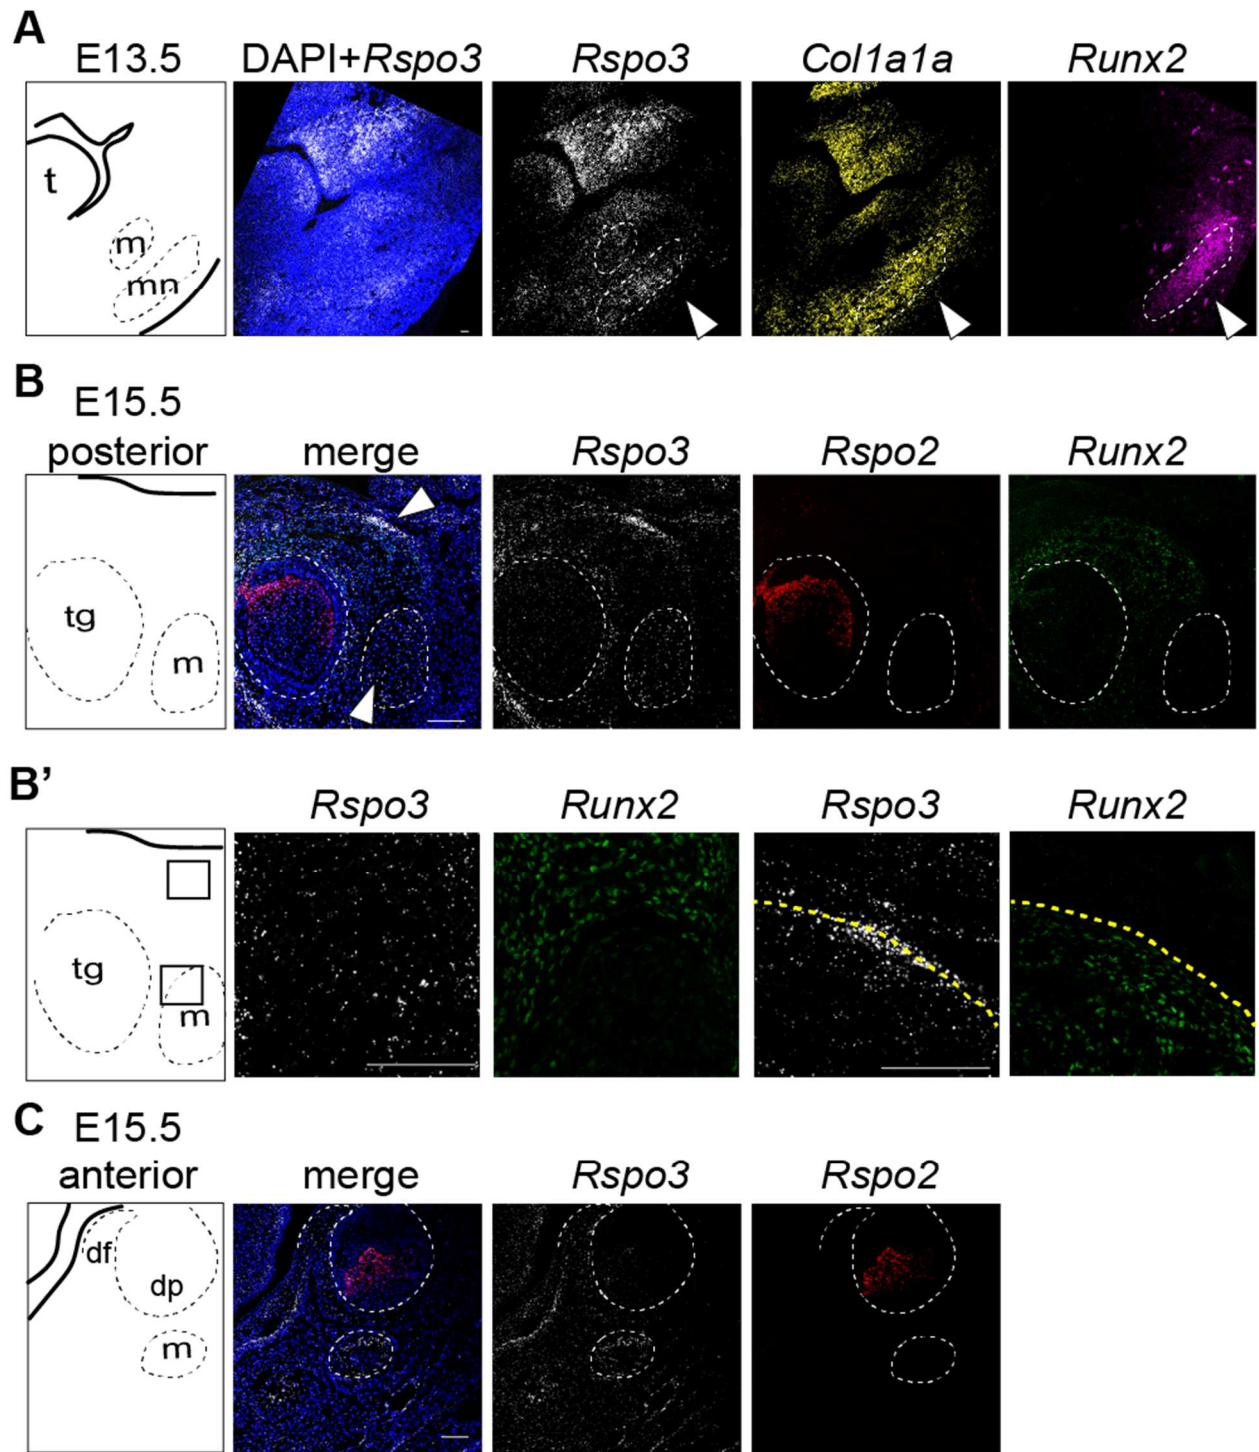 A
E13.5 DAPI+Rspo3 Rspo3 Col1a1a Runx2
t
m
mn
B
E15.5
posterior merge Rspo3 Rspo2 Runx2
tg
m
B’
Rspo3 Runx2 Rspo3 Runx2
tg
m
C
E15.5
anterior merge Rspo3 Rspo2
df
dp
m